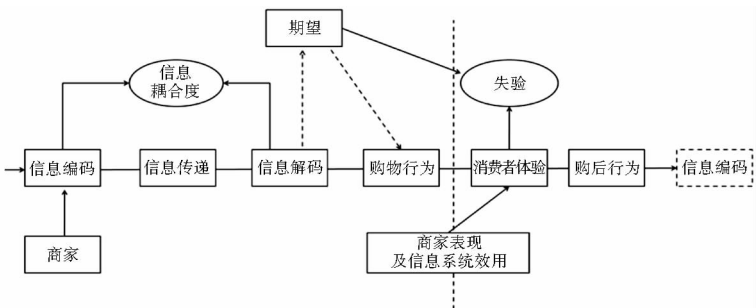 期望
信息
耦合度
失验
信息编码
信息传递
信息解码
购物行为
消费者体验
购后行为
信息编码
商家
商家表现
及信息系统效用